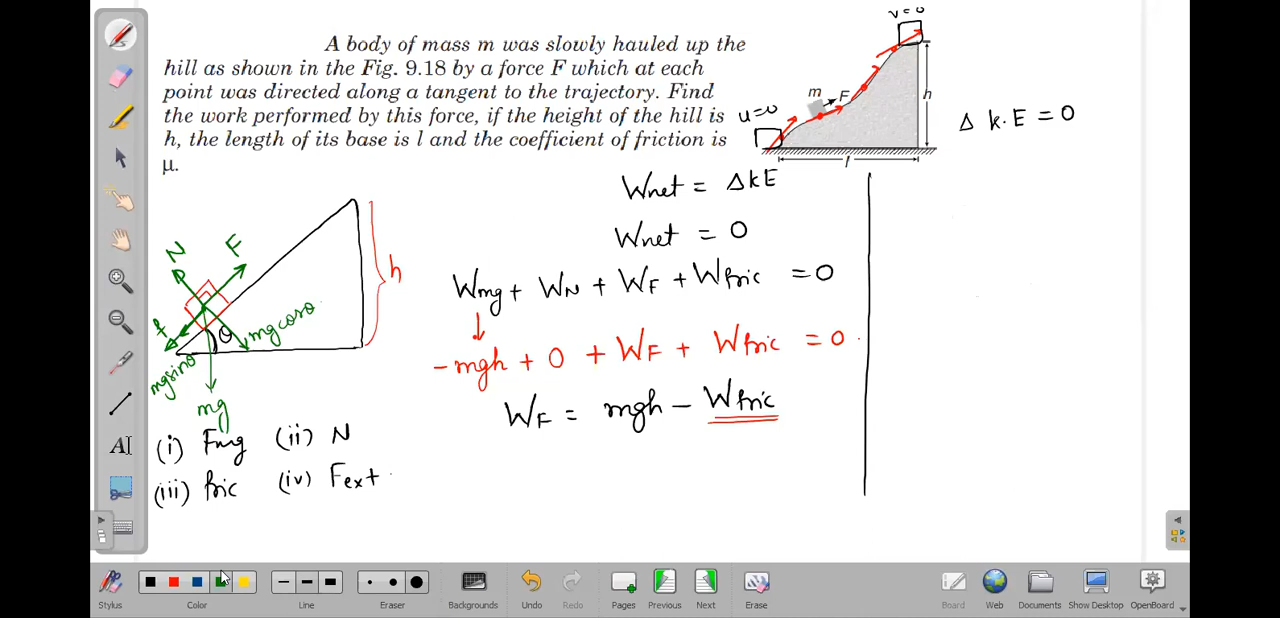 A body of mass m was slowly hauled up the
hill as shown in the Fig. 9.18 by a force F which at each
point was directed along a tangent to the trajectory. Find
the work performed by this force, if the height of the hill is
h, the length of its base is l and the coefficient of friction is
μ.
v=0
m
F
u=0
h
l
Δ K.E = 0
Wnet = ΔKE
Wnet = 0
Wmg + WN + WF + Wfric = 0
-mgh + 0 + WF + Wfric = 0
WF = mgh - Wfric
N
F
h
f
θ
mg cosθ
mg sinθ
mg
(i) Fmg (ii) N
(iii) fric (iv) Fext
Stylus
Color
Line
Eraser
Backgrounds
Undo
Redo
Pages
Previous
Next
Erase
Board
Web
Documents
Show Desktop
OpenBoard